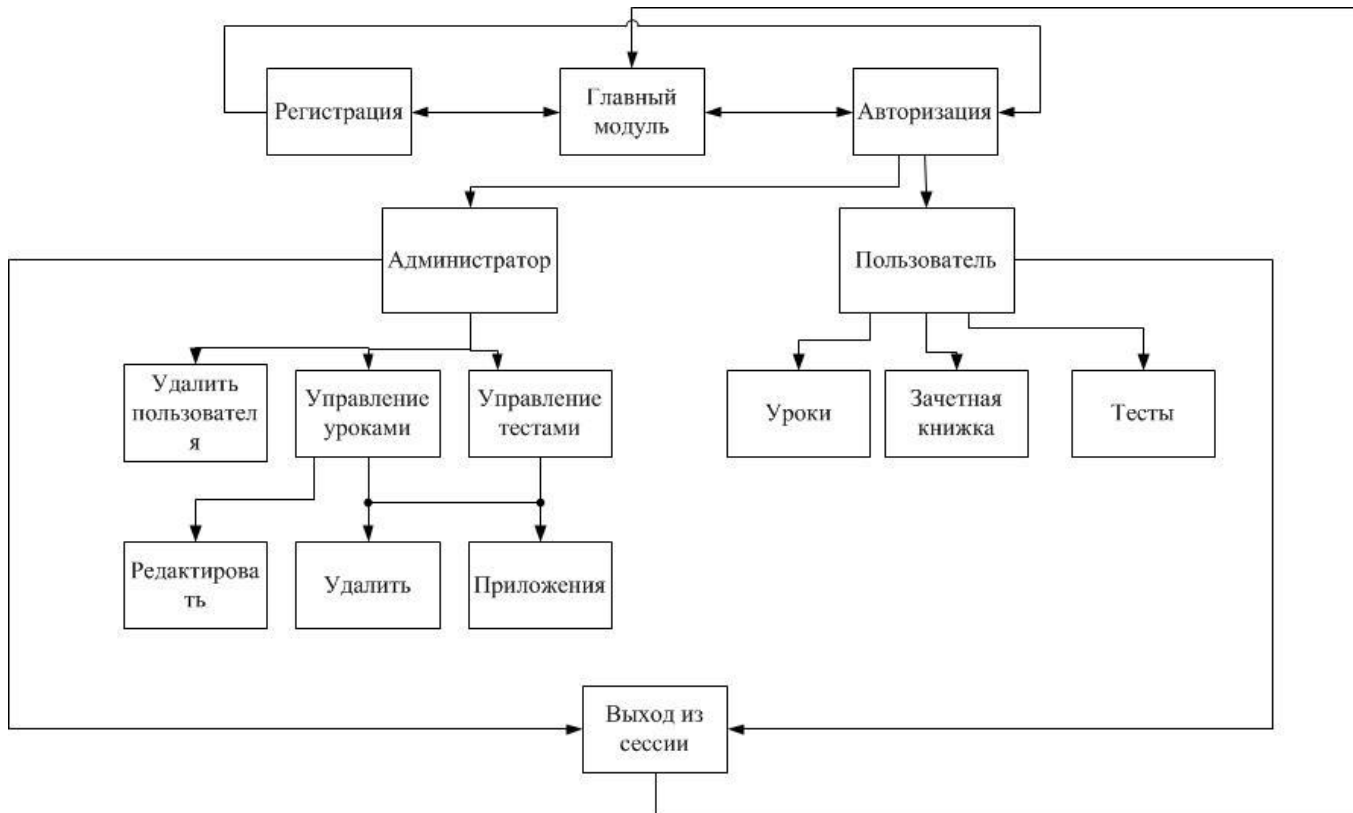 Регистрация
Главный
модуль
Авторизация
Администратор
Пользователь
Удалить
пользовател
я
Управление
уроками
Управление
тестами
Уроки
Зачетная
книжка
Тесты
Редактирова
ть
Удалить
Приложения
Выход из
сессии